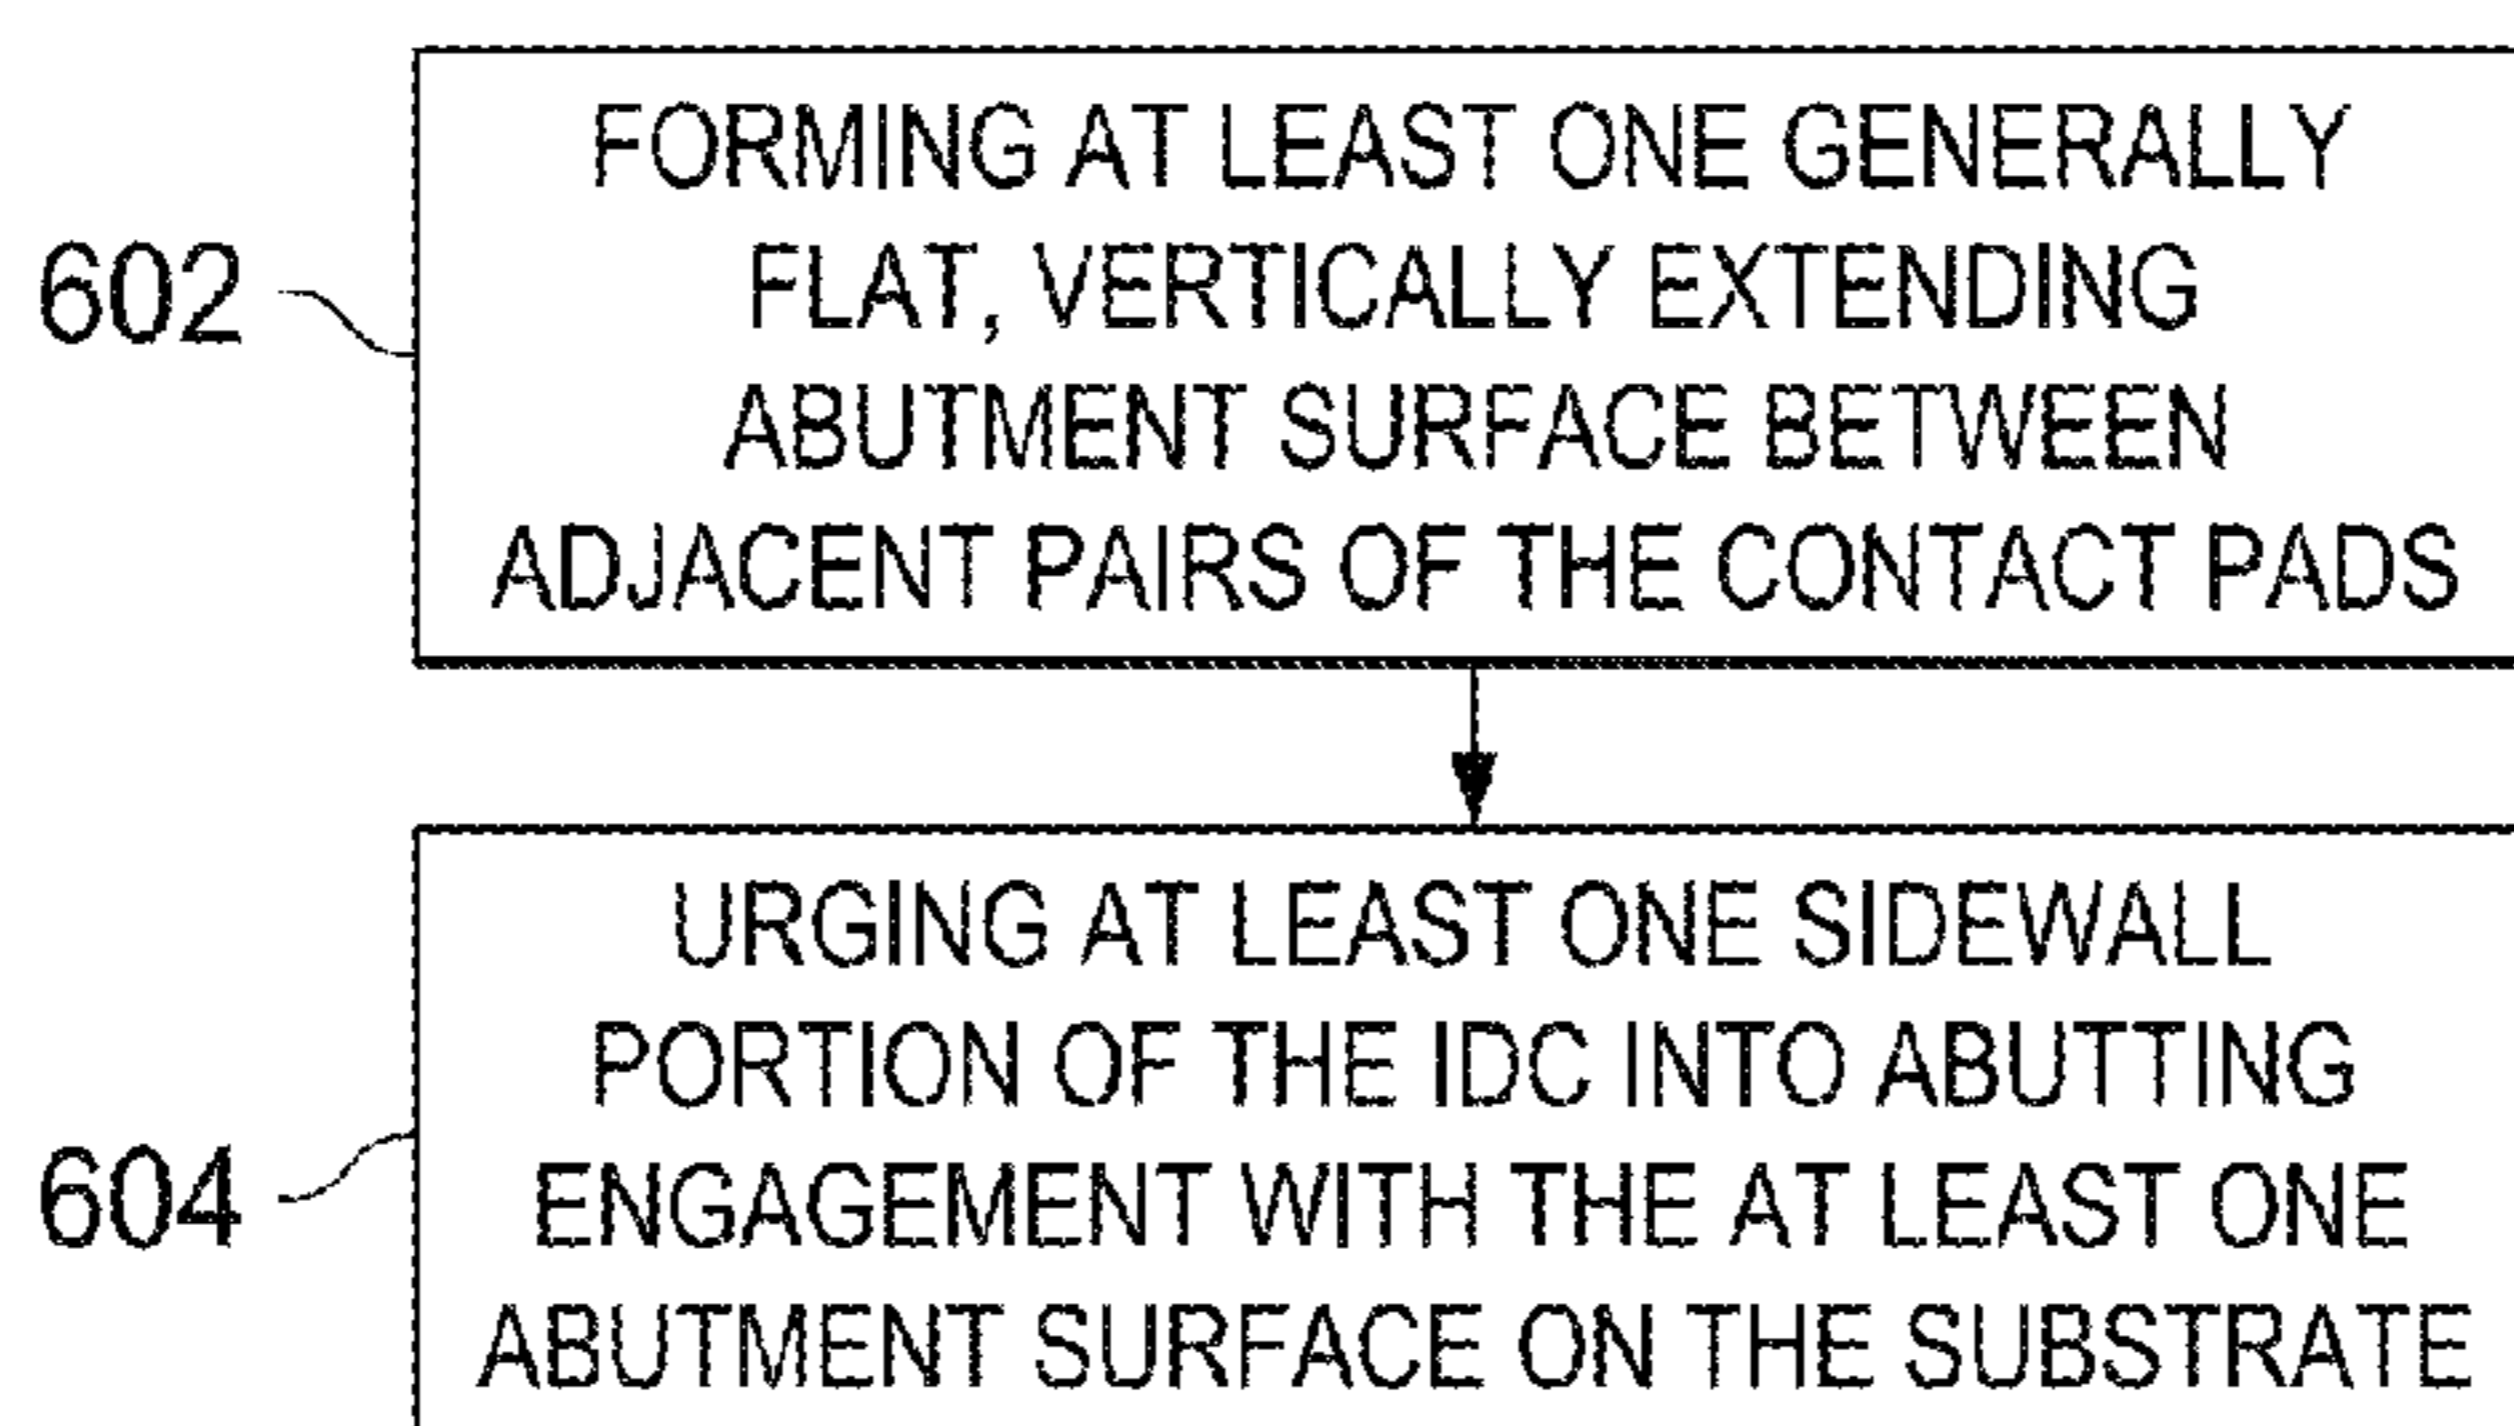 602
FORMING AT LEAST ONE GENERALLY
FLAT, VERTICALLY EXTENDING
ABUTMENT SURFACE BETWEEN
ADJACENT PAIRS OF THE CONTACT PADS
604
URGING AT LEAST ONE SIDEWALL
PORTION OF THE IDC INTO ABUTTING
ENGAGEMENT WITH THE AT LEAST ONE
ABUTMENT SURFACE ON THE SUBSTRATE